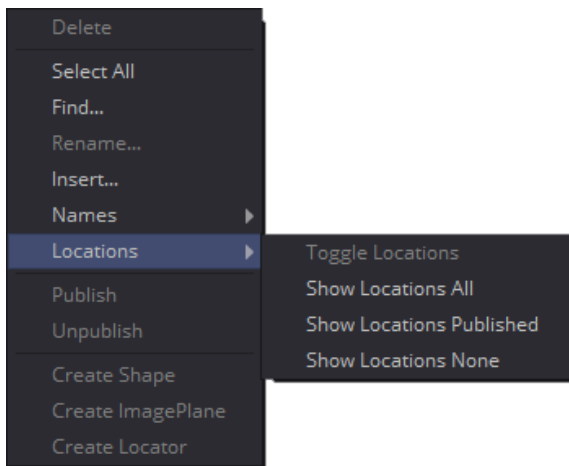 Delete
Select All
Find...
Rename...
Insert...
Names
Locations
Toggle Locations
Show Locations All
Show Locations Published
Show Locations None
Publish
Unpublish
Create Shape
Create ImagePlane
Create Locator